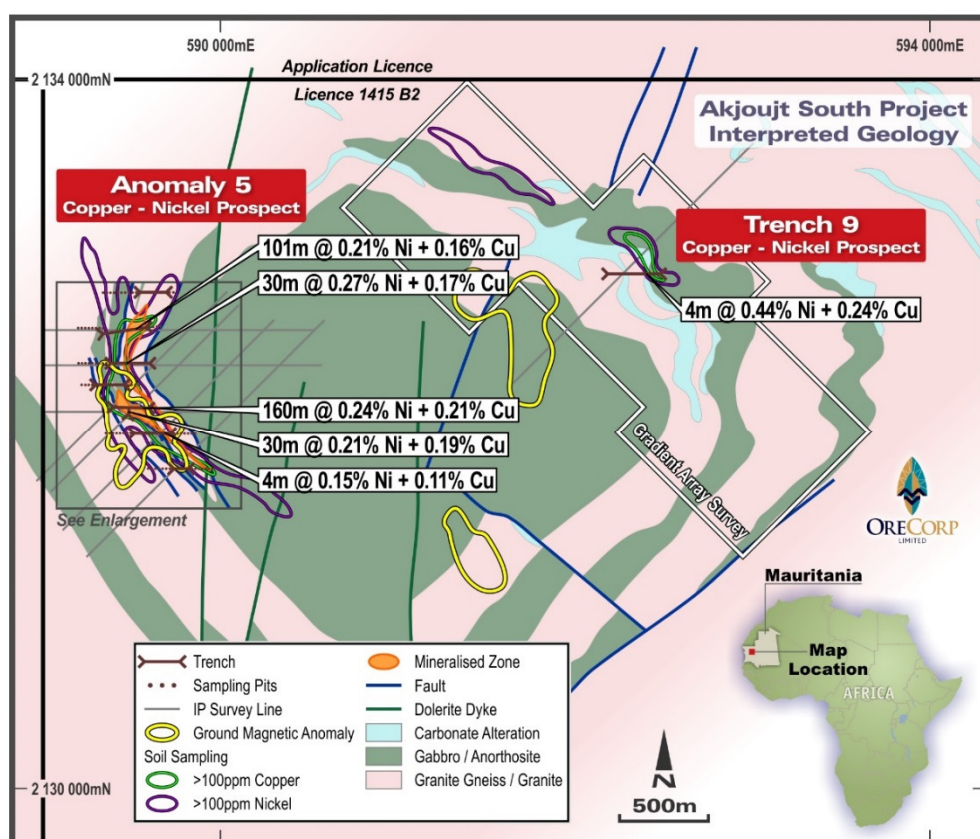 590 000mE
594 000mE
2 134 000mN
Application Licence
Licence 1415 B2
Akjoujt South Project
Interpreted Geology
Anomaly 5
Copper - Nickel Prospect
Trench 9
Copper - Nickel Prospect
101m @ 0.21% Ni + 0.16% Cu
30m @ 0.27% Ni + 0.17% Cu
4m @ 0.44% Ni + 0.24% Cu
160m @ 0.24% Ni + 0.21% Cu
30m @ 0.21% Ni + 0.19% Cu
4m @ 0.15% Ni + 0.11% Cu
See Enlargement
Gradient Array Survey
ORECORP
LIMITED
Mauritania
Map
Location
AFRICA
Trench
Sampling Pits
IP Survey Line
Ground Magnetic Anomaly
Soil Sampling
>100ppm Copper
>100ppm Nickel
Mineralised Zone
Fault
Dolerite Dyke
Carbonate Alteration
Gabbro / Anorthosite
Granite Gneiss / Granite
N
500m
2 130 000mN